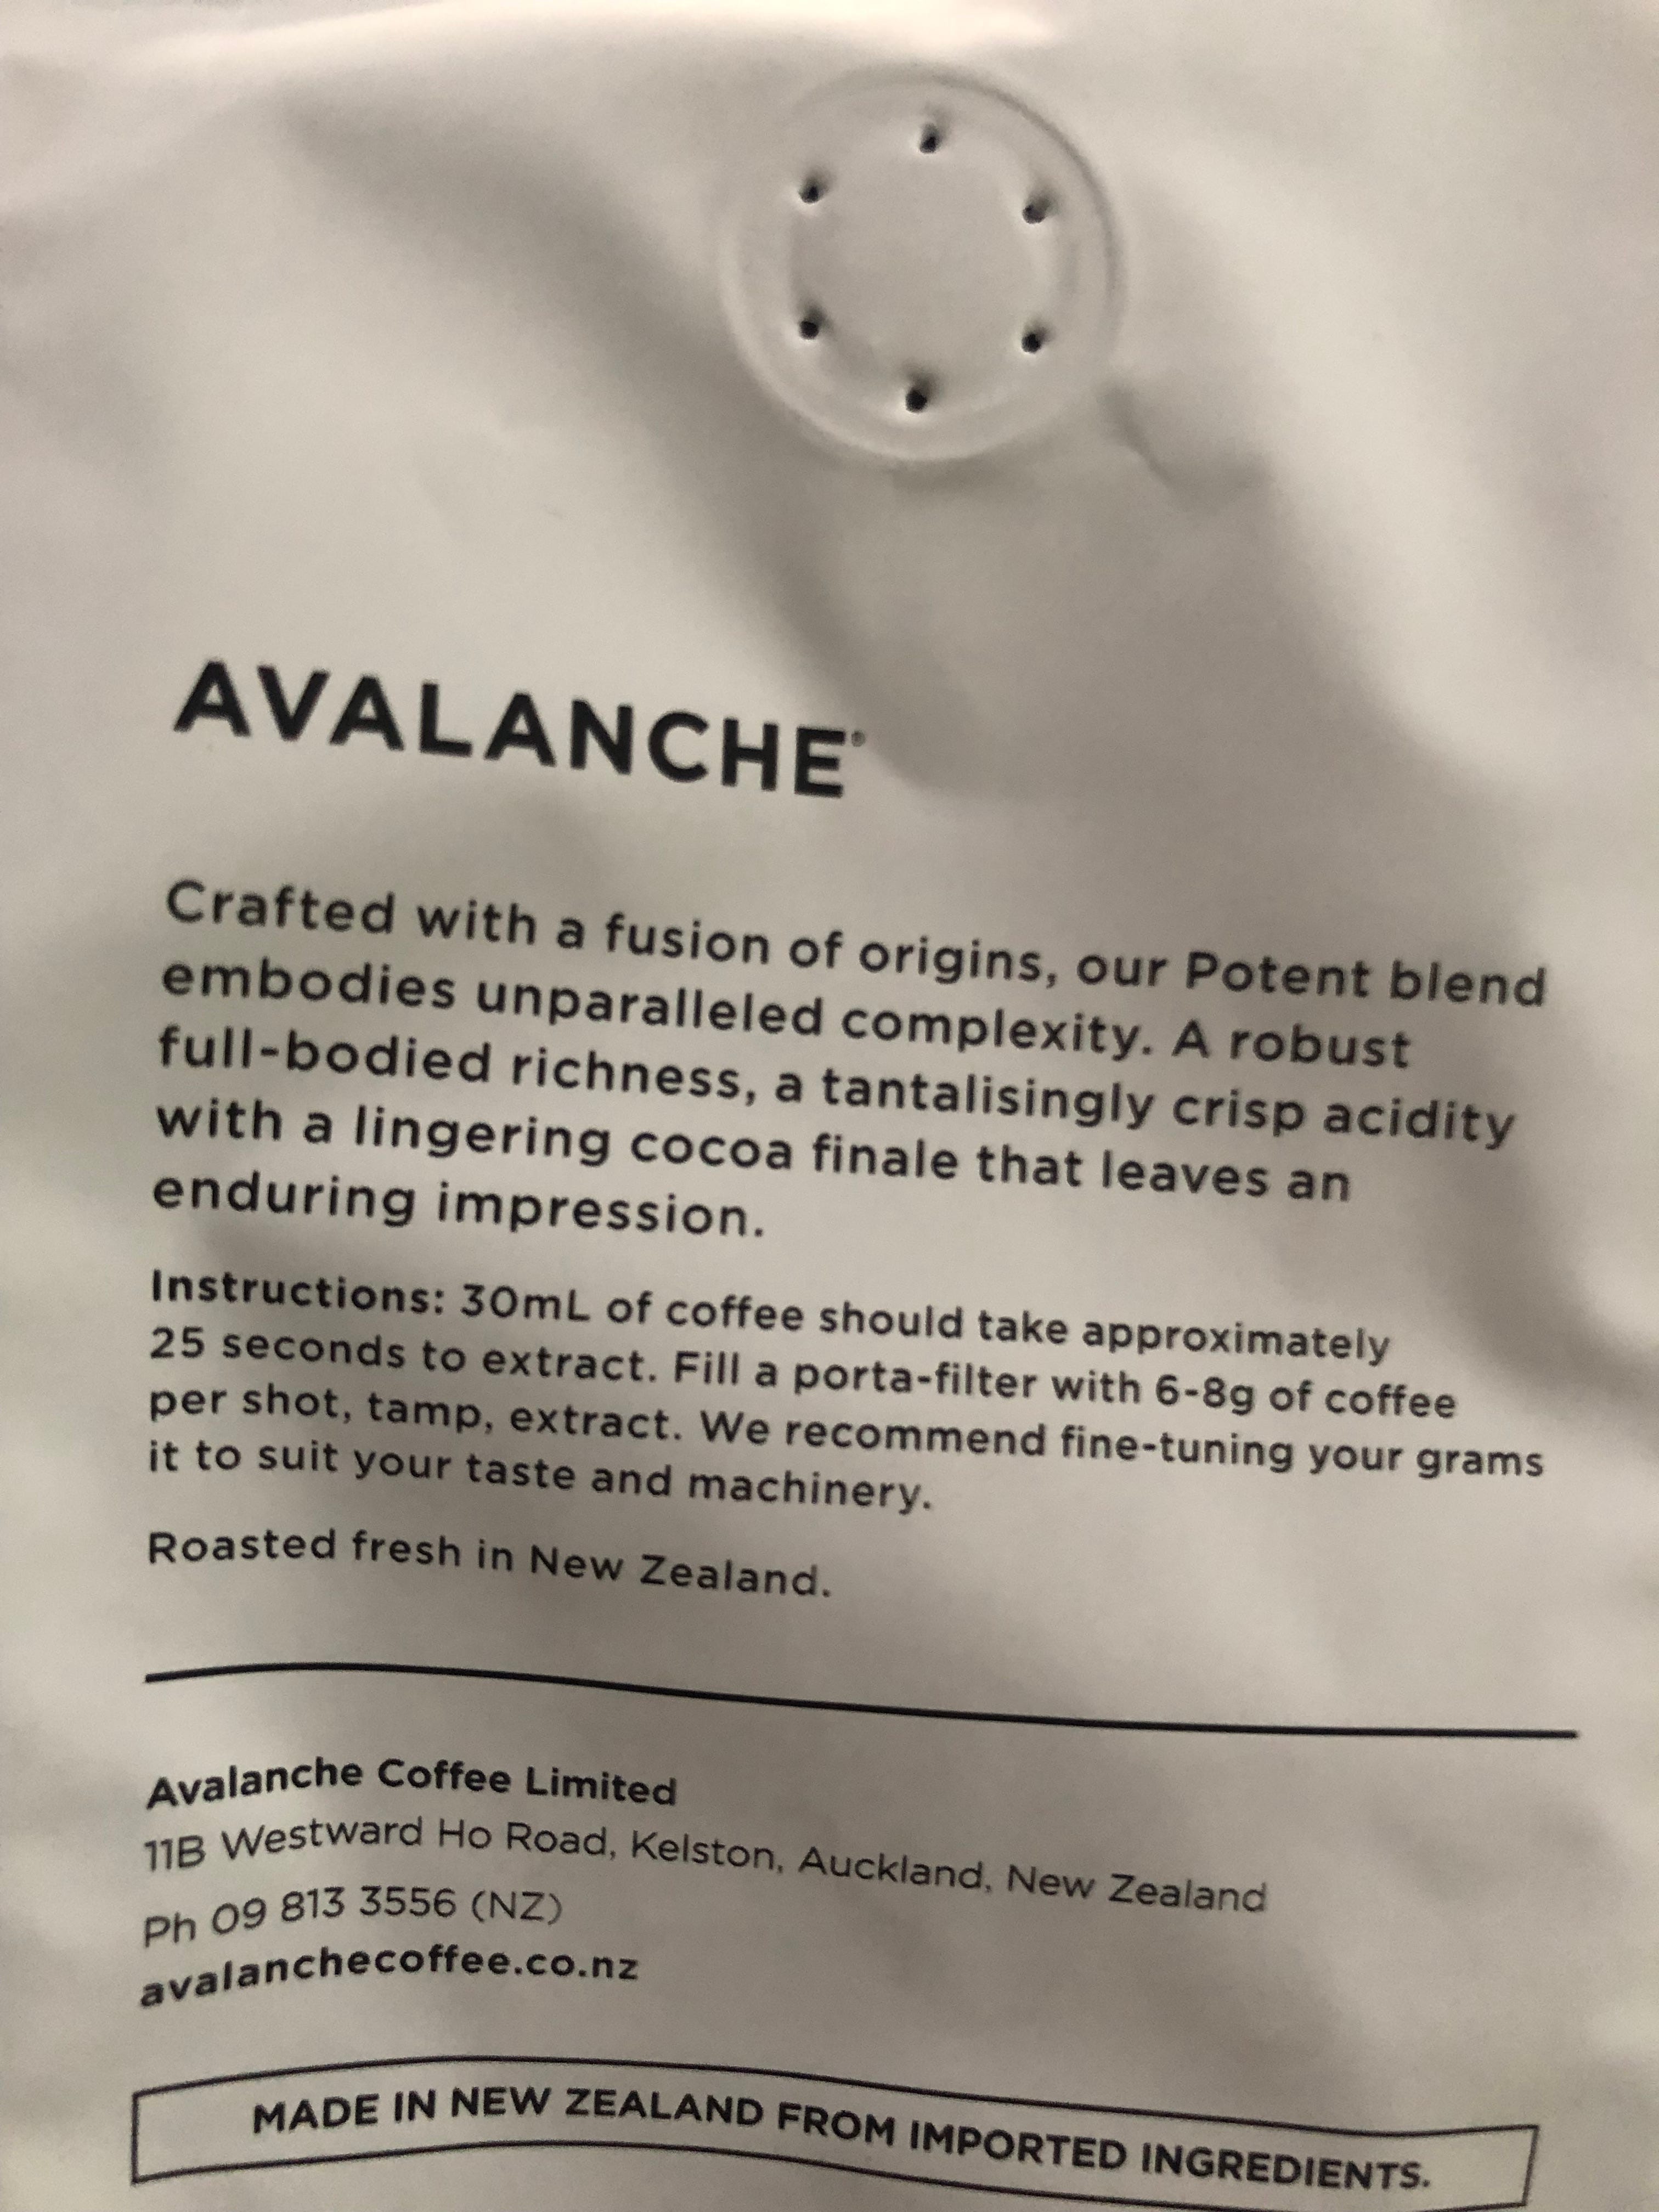 AVALANCHE®
Crafted with a fusion of origins, our Potent blend
embodies unparalleled complexity. A robust
full-bodied richness, a tantalisingly crisp acidity
with a lingering cocoa finale that leaves an
enduring impression.
Instructions: 30mL of coffee should take approximately
25 seconds to extract. Fill a porta-filter with 6-8g of coffee
per shot, tamp, extract. We recommend fine-tuning your grams
it to suit your taste and machinery.
Roasted fresh in New Zealand.
Avalanche Coffee Limited
11B Westward Ho Road, Kelston, Auckland, New Zealand
Ph 09 813 3556 (NZ)
avalanchecoffee.co.nz
MADE IN NEW ZEALAND FROM IMPORTED INGREDIENTS.